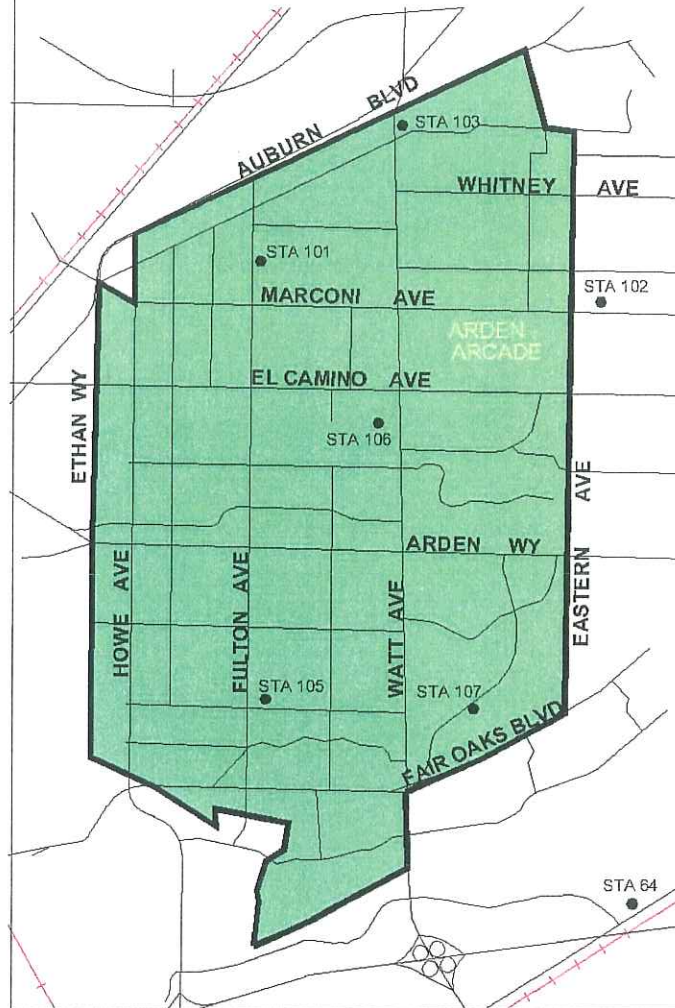 AUBURN BLVD
STA 103
WHITNEY AVE
STA 101
STA 102
MARCONI AVE
ARDEN
ARCADE
EL CAMINO AVE
ETHAN WY
STA 106
EASTERN AVE
ARDEN WY
HOWE AVE
FULTON AVE
WATT AVE
STA 105
STA 107
FAIR OAKS BLVD
STA 64